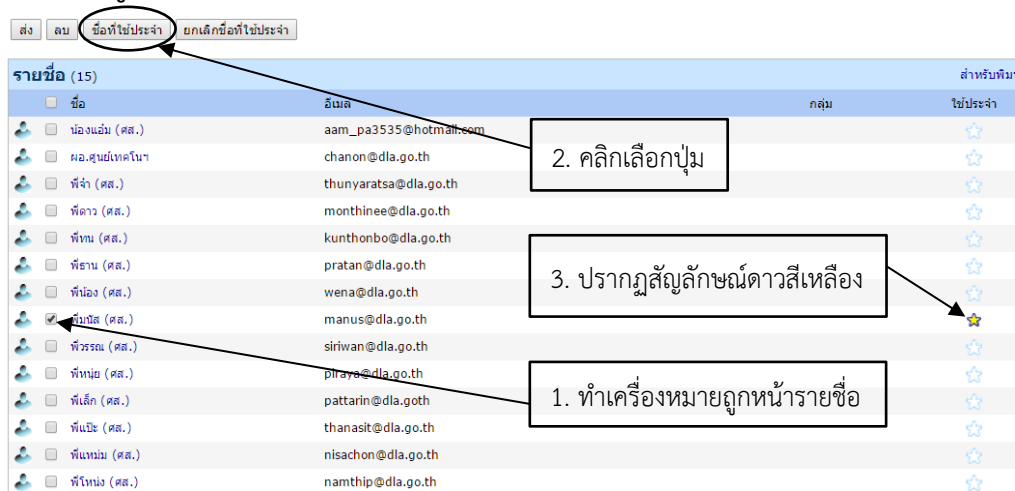 ส่ง ลบ ชื่อที่ใช้ประจำ ยกเลิกชื่อที่ใช้ประจำ
รายชื่อ (15) สำหรับพิมพ
ชื่อ อีเมล กลุ่ม ใช้ประจำ
น้องแอ๋ม (ศส.) aam_pa3535@hotmail.com
ผอ.ศูนย์เทคโนฯ chanon@dla.go.th
2. คลิกเลือกปุ่ม
พี่จ๋า (ศส.) thunyaratsa@dla.go.th
พี่ดาว (ศส.) monthinee@dla.go.th
พี่ทน (ศส.) kunthonbo@dla.go.th
พี่ธาน (ศส.) pratan@dla.go.th
3. ปรากฏสัญลักษณ์ดาวสีเหลือง
พี่น้อง (ศส.) wena@dla.go.th
พี่มนัส (ศส.) manus@dla.go.th
พี่วรรณ (ศส.) siriwan@dla.go.th
พี่หนุ่ย (ศส.) piraya@dla.go.th
พี่เล็ก (ศส.) pattarin@dla.goth
1. ทำเครื่องหมายถูกหน้ารายชื่อ
พี่แป๊ะ (ศส.) thanasit@dla.go.th
พี่แหม่ม (ศส.) nisachon@dla.go.th
พี่โหน่ง (ศส.) namthip@dla.go.th